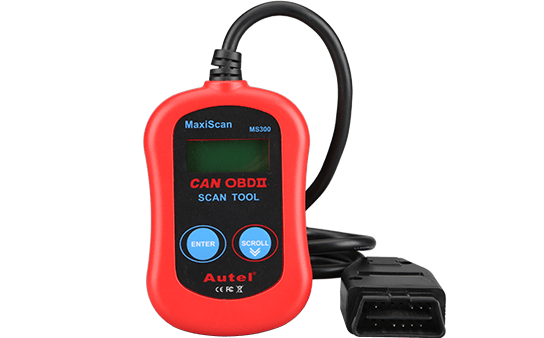 MaxiScan
MS300
CAN OBDII
SCAN TOOL
ENTER
SCROLL
Autel®
CE FC